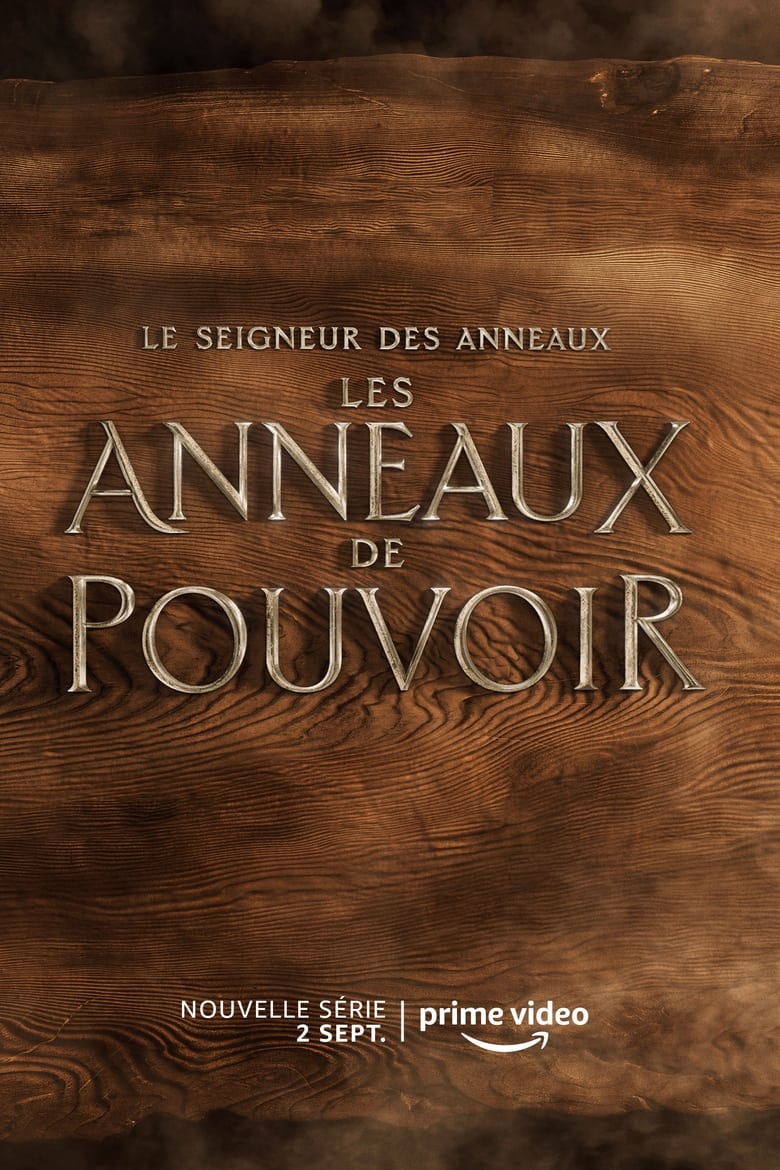 LE SEIGNEUR DES ANNEAUX
LES
ANNEAUX
DE
POUVOIR
NOUVELLE SÉRIE
2 SEPT.
prime video